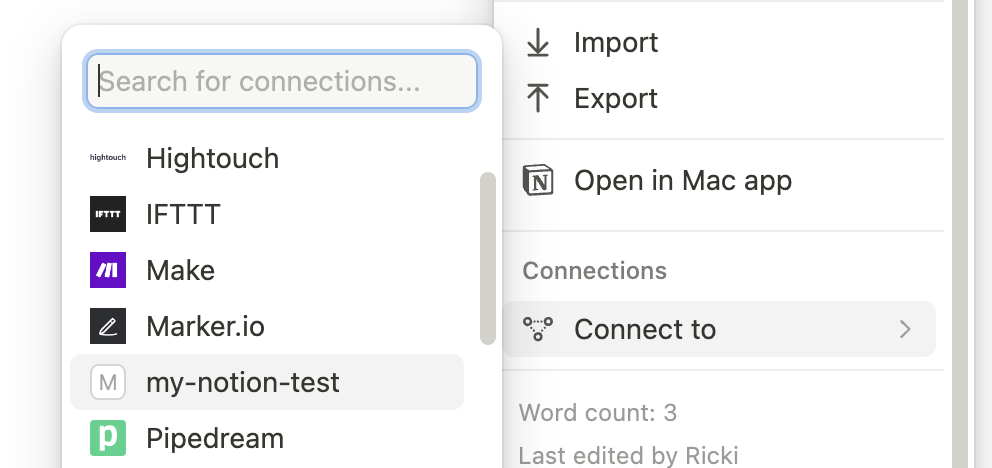 Search for connections...
hightouch Hightouch
IFTTT IFTTT
Make
Marker.io
M my-notion-test
p Pipedream
Import
Export
N Open in Mac app
Connections
Connect to
Word count: 3
Last edited by Ricki